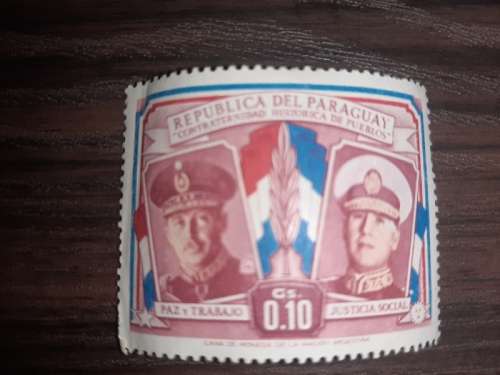 REPUBLICA DEL PARAGUAY
"CONFRATERNIDAD HISTORICA DE PUEBLOS"
Gs.
0.10
PAZ Y TRABAJO
JUSTICIA SOCIAL
CASA DE MONEDA DE LA NACION ARGENTINA